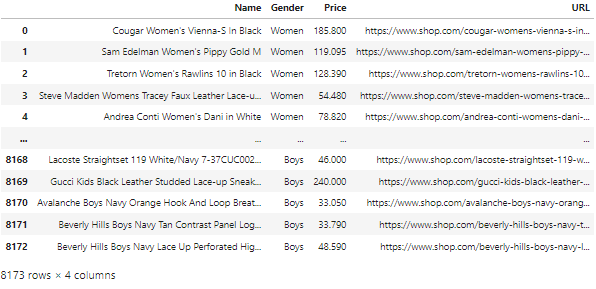 Name Gender Price URL
0 Cougar Women's Vienna-S In Black Women 185.800 https://www.shop.com/cougar-womens-vienna-s-in...
1 Sam Edelman Women's Pippy Gold M Women 119.095 https://www.shop.com/sam-edelman-womens-pippy-...
2 Tretorn Women's Rawlins 10 in Black Women 128.390 https://www.shop.com/tretorn-womens-rawlins-10...
3 Steve Madden Womens Tracey Faux Leather Lace-u... Women 54.480 https://www.shop.com/steve-madden-womens-trace...
4 Andrea Conti Women's Dani in White Women 78.820 https://www.shop.com/andrea-conti-womens-dani-...
... ... ... ... ...
8168 Lacoste Straightset 119 White/Navy 7-37CUC002... Boys 46.000 https://www.shop.com/lacoste-straightset-119-w...
8169 Gucci Kids Black Leather Studded Lace-up Sneak... Boys 240.000 https://www.shop.com/gucci-kids-black-leather-...
8170 Avalanche Boys Navy Orange Hook And Loop Breat... Boys 33.050 https://www.shop.com/avalanche-boys-navy-orang...
8171 Beverly Hills Boys Navy Tan Contrast Panel Log... Boys 33.790 https://www.shop.com/beverly-hills-boys-navy-t...
8172 Beverly Hills Boys Navy Lace Up Perforated Hig... Boys 48.590 https://www.shop.com/beverly-hills-boys-navy-l...
8173 rows × 4 columns